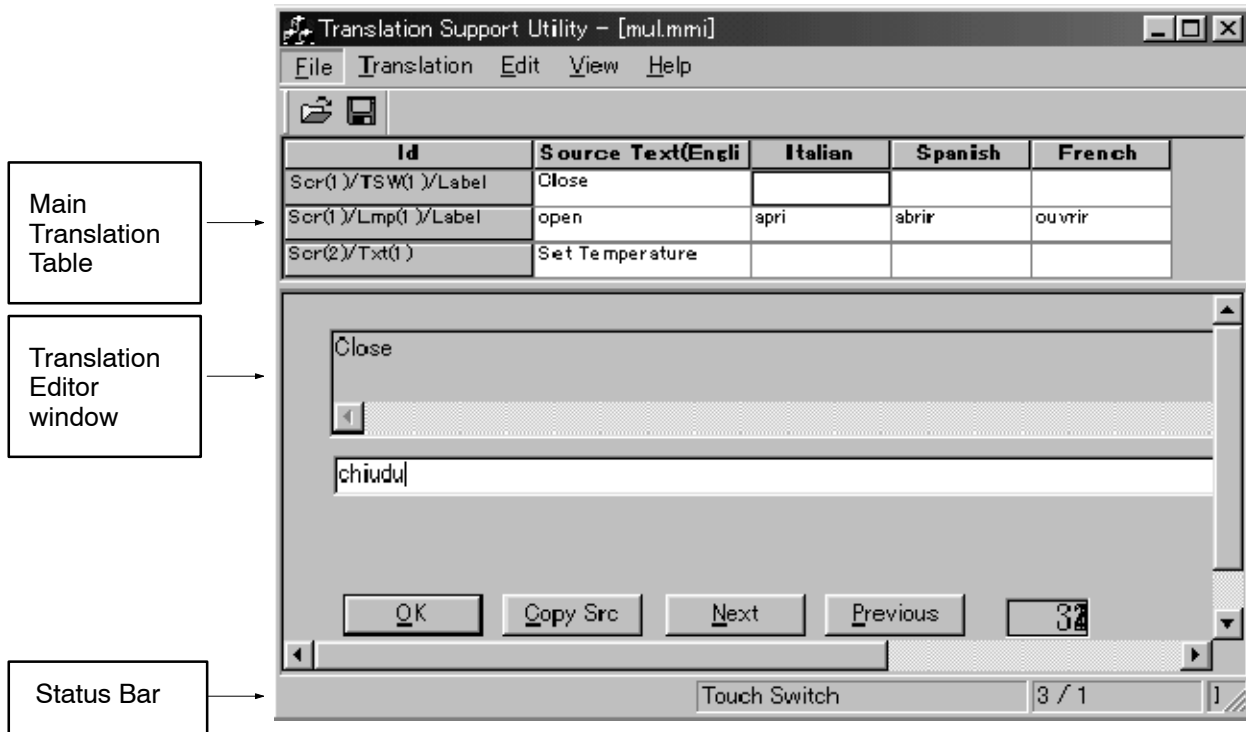 Translation Support Utility – [mul.mmi]
File Translation Edit View Help
Id Source Text(Engli Italian Spanish French
Scr(1)/TSW(1)/Label Close
Scr(1)/Lmp(1)/Label open apri abrir ouvrir
Scr(2)/Txt(1) Set Temperature
Main
Translation
Table
Translation
Editor
window
Close
chiudu
OK Copy Src Next Previous
Status Bar
Touch Switch 3 / 1